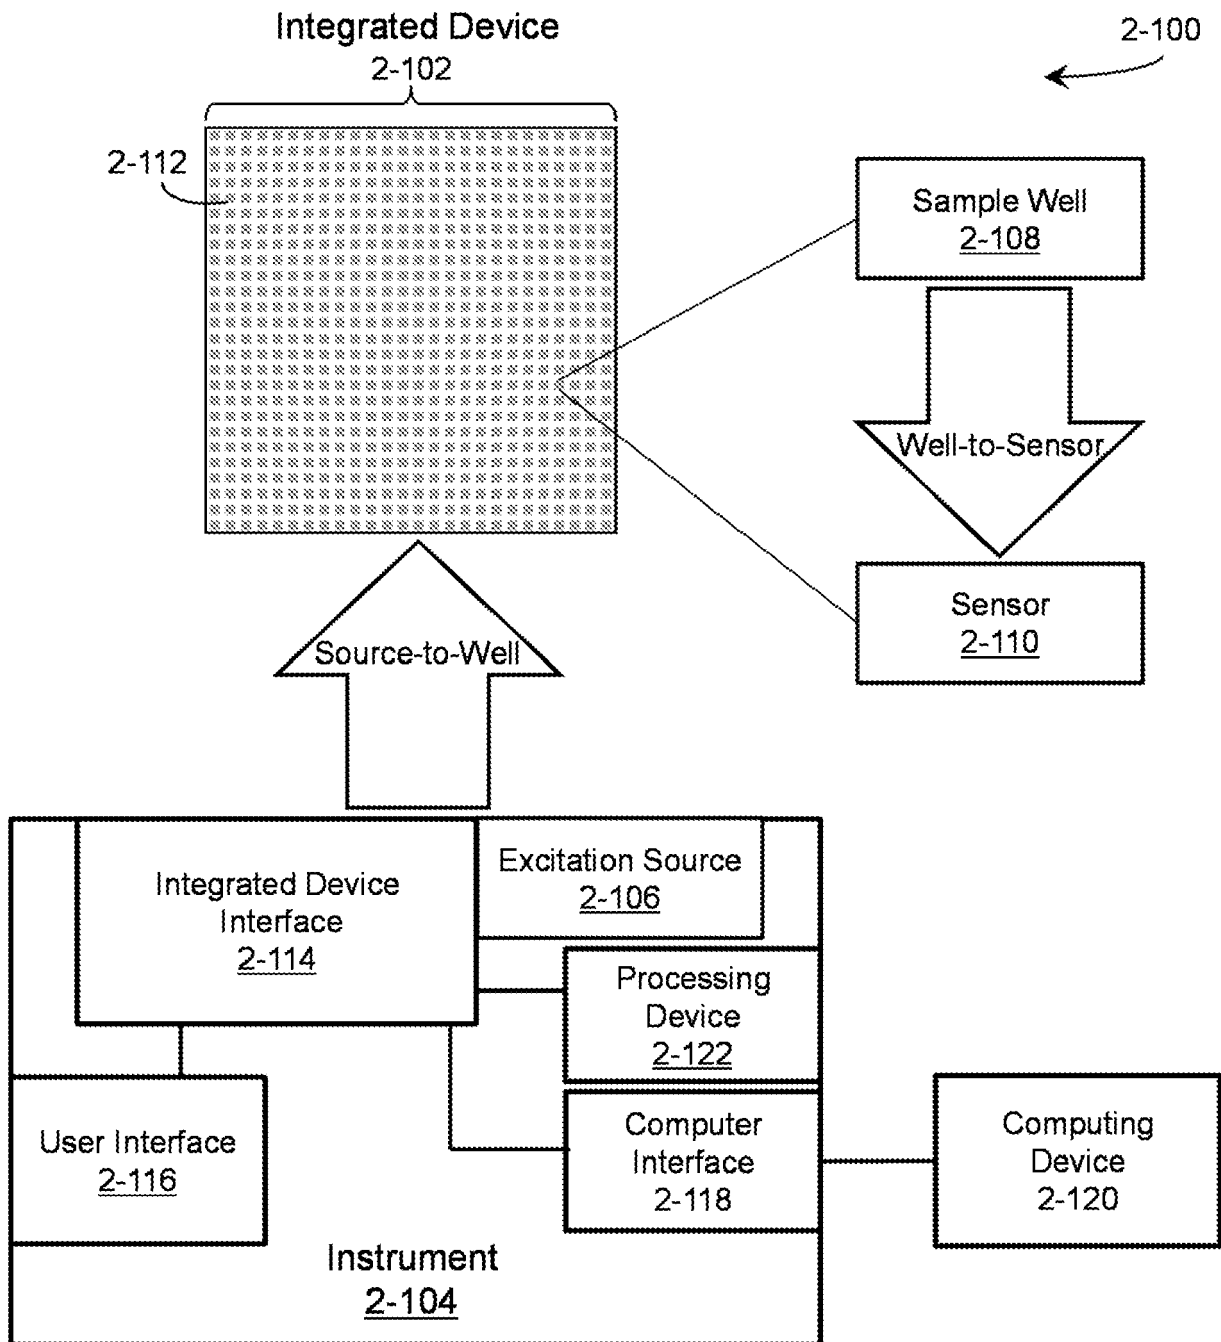 Integrated Device
2-102
2-100
2-112
Sample Well
2-108
Well-to-Sensor
Sensor
2-110
Source-to-Well
Integrated Device
Interface
2-114
Excitation Source
2-106
Processing
Device
2-122
User Interface
2-116
Computer
Interface
2-118
Computing
Device
2-120
Instrument
2-104